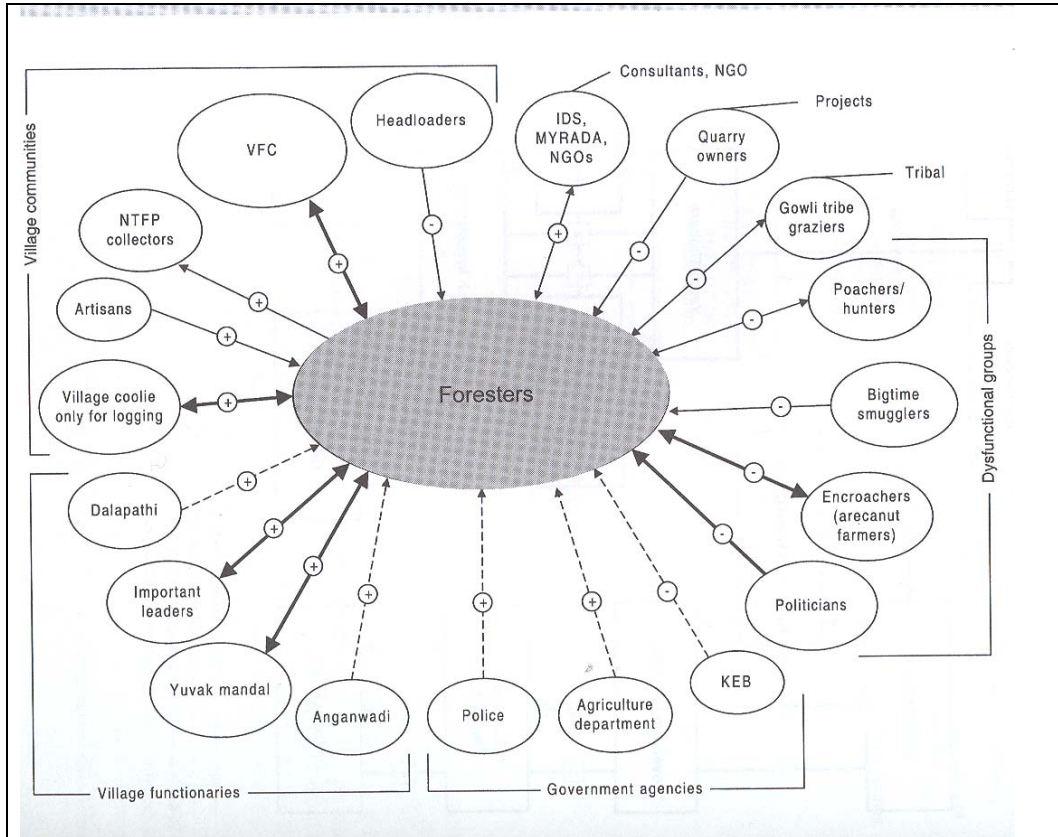 Consultants, NGO
Projects
Tribal
Village communities
VFC
Headloaders
IDS,
MYRADA,
NGOs
Quarry
owners
Gowli tribe
graziers
NTFP
collectors
Artisans
Village coolie
only for logging
Poachers/
hunters
Bigtime
smugglers
Encroachers
(arecanut
farmers)
Politicians
Dysfunctional groups
Foresters
+
-
+
-
-
-
-
-
-
-
+
+
+
+
+
+
+
+
+
+
Dalapathi
Important
leaders
Yuvak mandal
Anganwadi
Police
Agriculture
department
KEB
Village functionaries
Government agencies